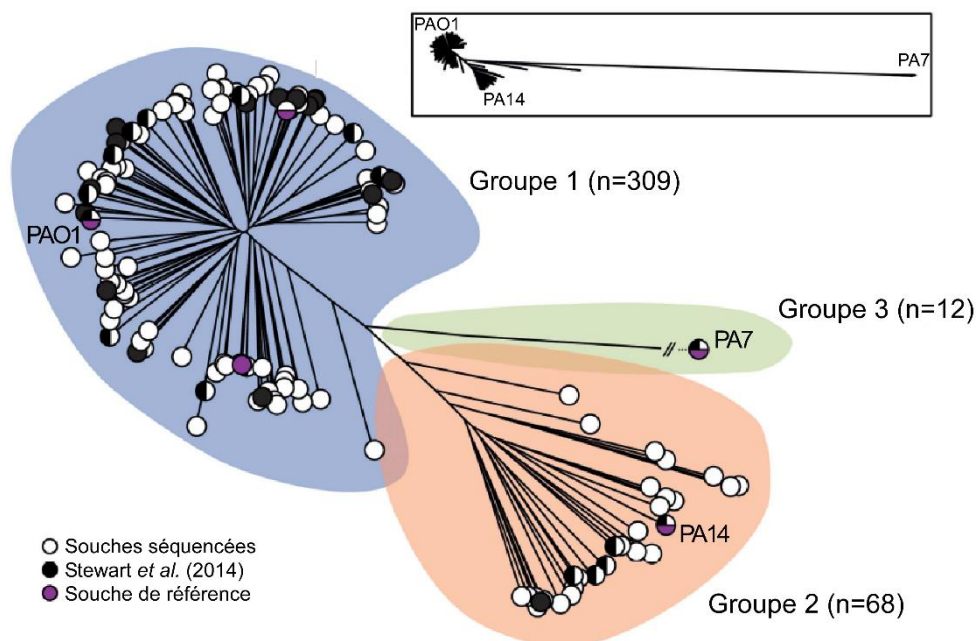 PAO1
PA7
PA14
Groupe 1 (n=309)
PAO1
Groupe 3 (n=12)
// PA7
PA14
Souches séquencées
Stewart et al. (2014)
Souche de référence
Groupe 2 (n=68)